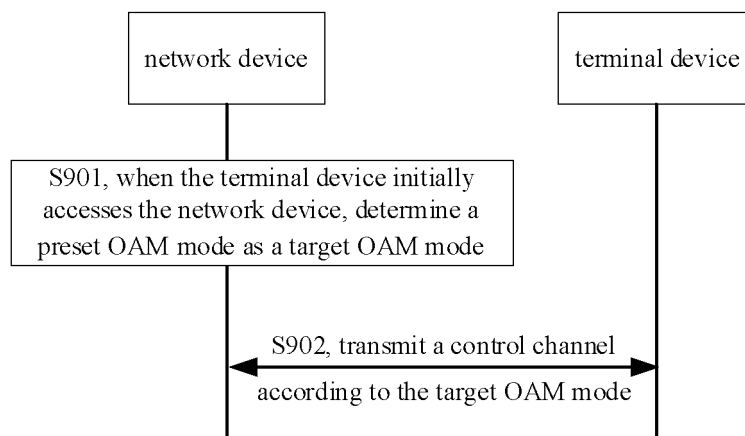 network device
terminal device
S901, when the terminal device initially
accesses the network device, determine a
preset OAM mode as a target OAM mode
S902, transmit a control channel
according to the target OAM mode